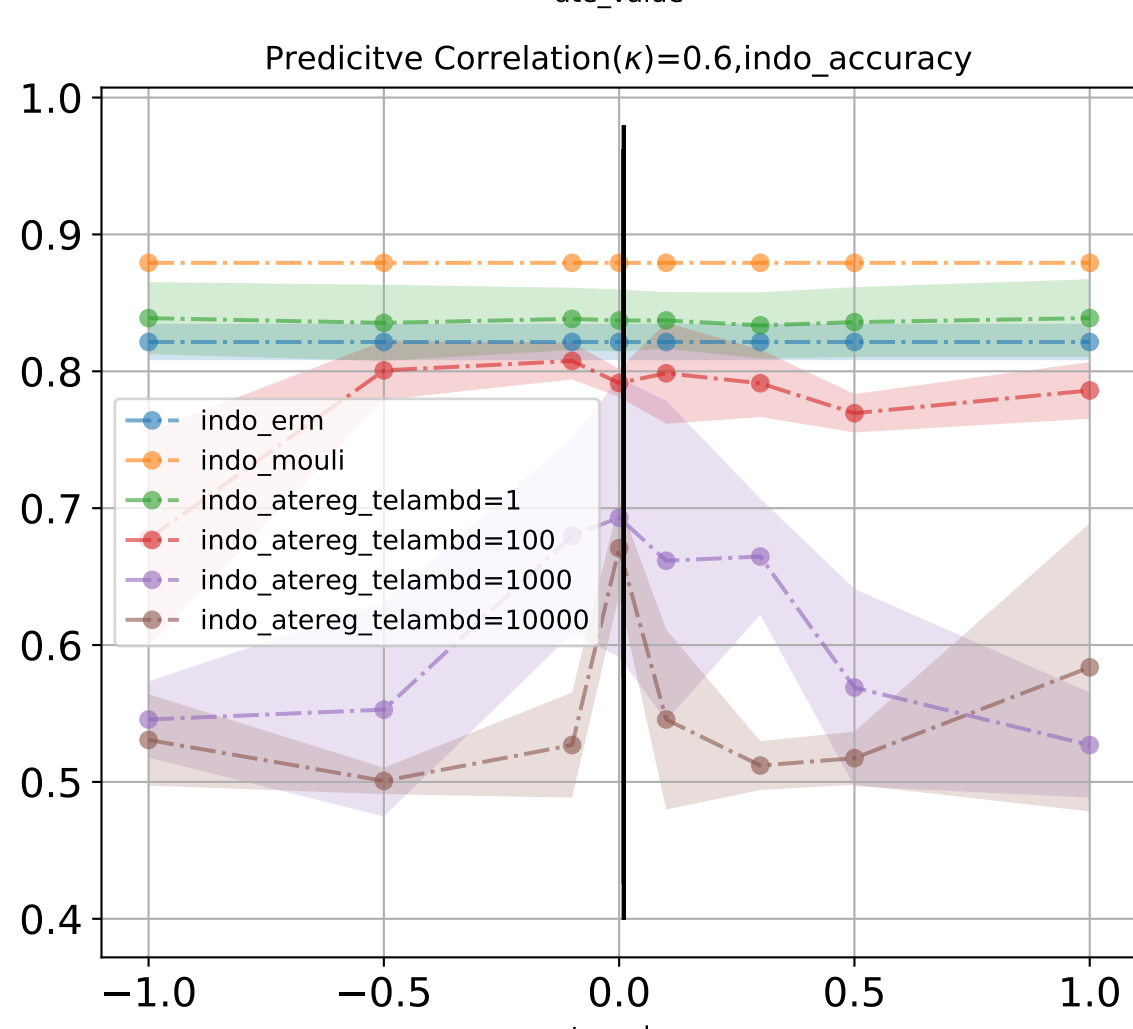 Predicitve Correlation(κ)=0.6,indo_accuracy
1.0
0.9
0.8
0.7
0.6
0.5
0.4
indo_erm
indo_mouli
indo_atereg_telambd=1
indo_atereg_telambd=100
indo_atereg_telambd=1000
indo_atereg_telambd=10000
−1.0
−0.5
0.0
0.5
1.0